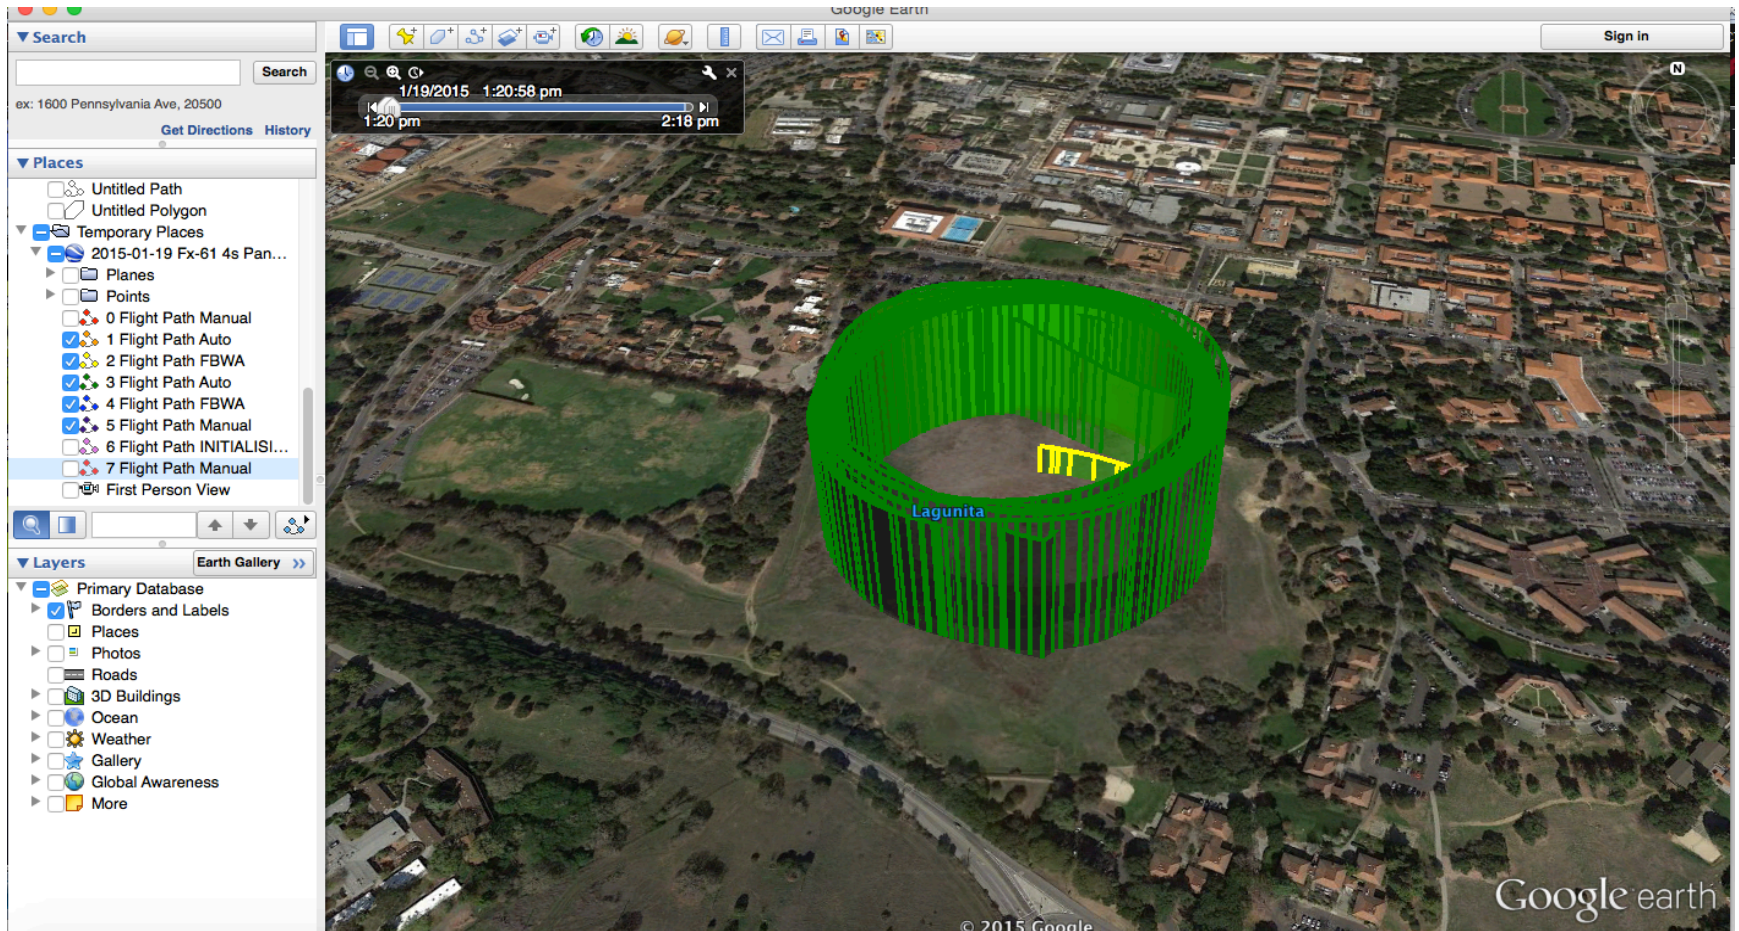 Google Earth
Search
Sign in
Search
ex: 1600 Pennsylvania Ave, 20500
Get Directions History
1/19/2015 1:20:58 pm
1:20 pm 2:18 pm
N
Places
Untitled Path
Untitled Polygon
Temporary Places
2015-01-19 Fx-61 4s Pan...
Planes
Points
0 Flight Path Manual
1 Flight Path Auto
2 Flight Path FBWA
3 Flight Path Auto
4 Flight Path FBWA
5 Flight Path Manual
6 Flight Path INITIALISI...
7 Flight Path Manual
First Person View
Lagunita
Layers
Earth Gallery »
Primary Database
Borders and Labels
Places
Photos
Roads
3D Buildings
Ocean
Weather
Gallery
Global Awareness
More
Google earth
© 2015 Google